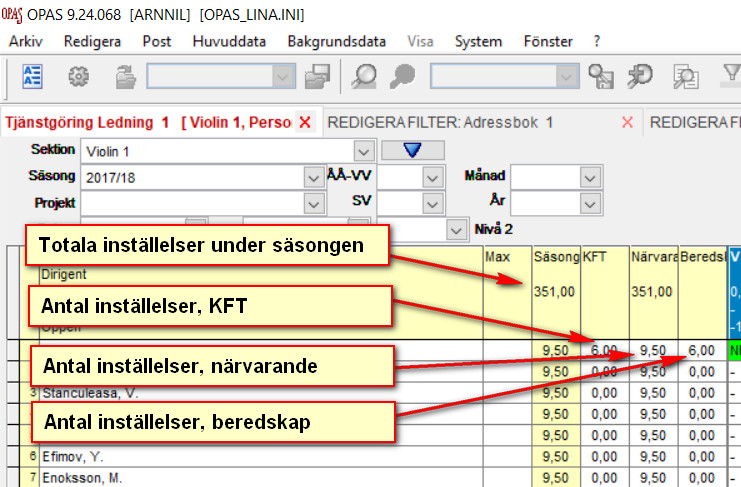 OPAS OPAS 9.24.068 [ARNNIL] [OPAS_LINA.INI]
Arkiv Redigera Post Huvuddata Bakgrundsdata Visa System Fönster ?
Tjänstgöring Ledning 1 [ Violin 1, Perso X REDIGERA FILTER: Adressbok 1 X REDIGERA FI
Sektion Violin 1
Säsong 2017/18 ÅÅ-VV Månad
Projekt SV År
Nivå 2
Totala inställelser under säsongen
Max Säsong KFT Närvara Beredsl V
Dirigent
351,00 351,00 0,
Antal inställelser, KFT
Öppen -1
9,50 6,00 9,50 6,00 NI
Antal inställelser, närvarande
9,50 0,00 9,50 0,00 -
3 Stanculeasa, V. 9,50 0,00 9,50 0,00 -
Antal inställelser, beredskap
9,50 0,00 9,50 0,00 -
9,50 0,00 9,50 0,00 -
6 Efimov, Y. 9,50 0,00 9,50 0,00 -
7 Enoksson, M. 9,50 0,00 9,50 0,00 -